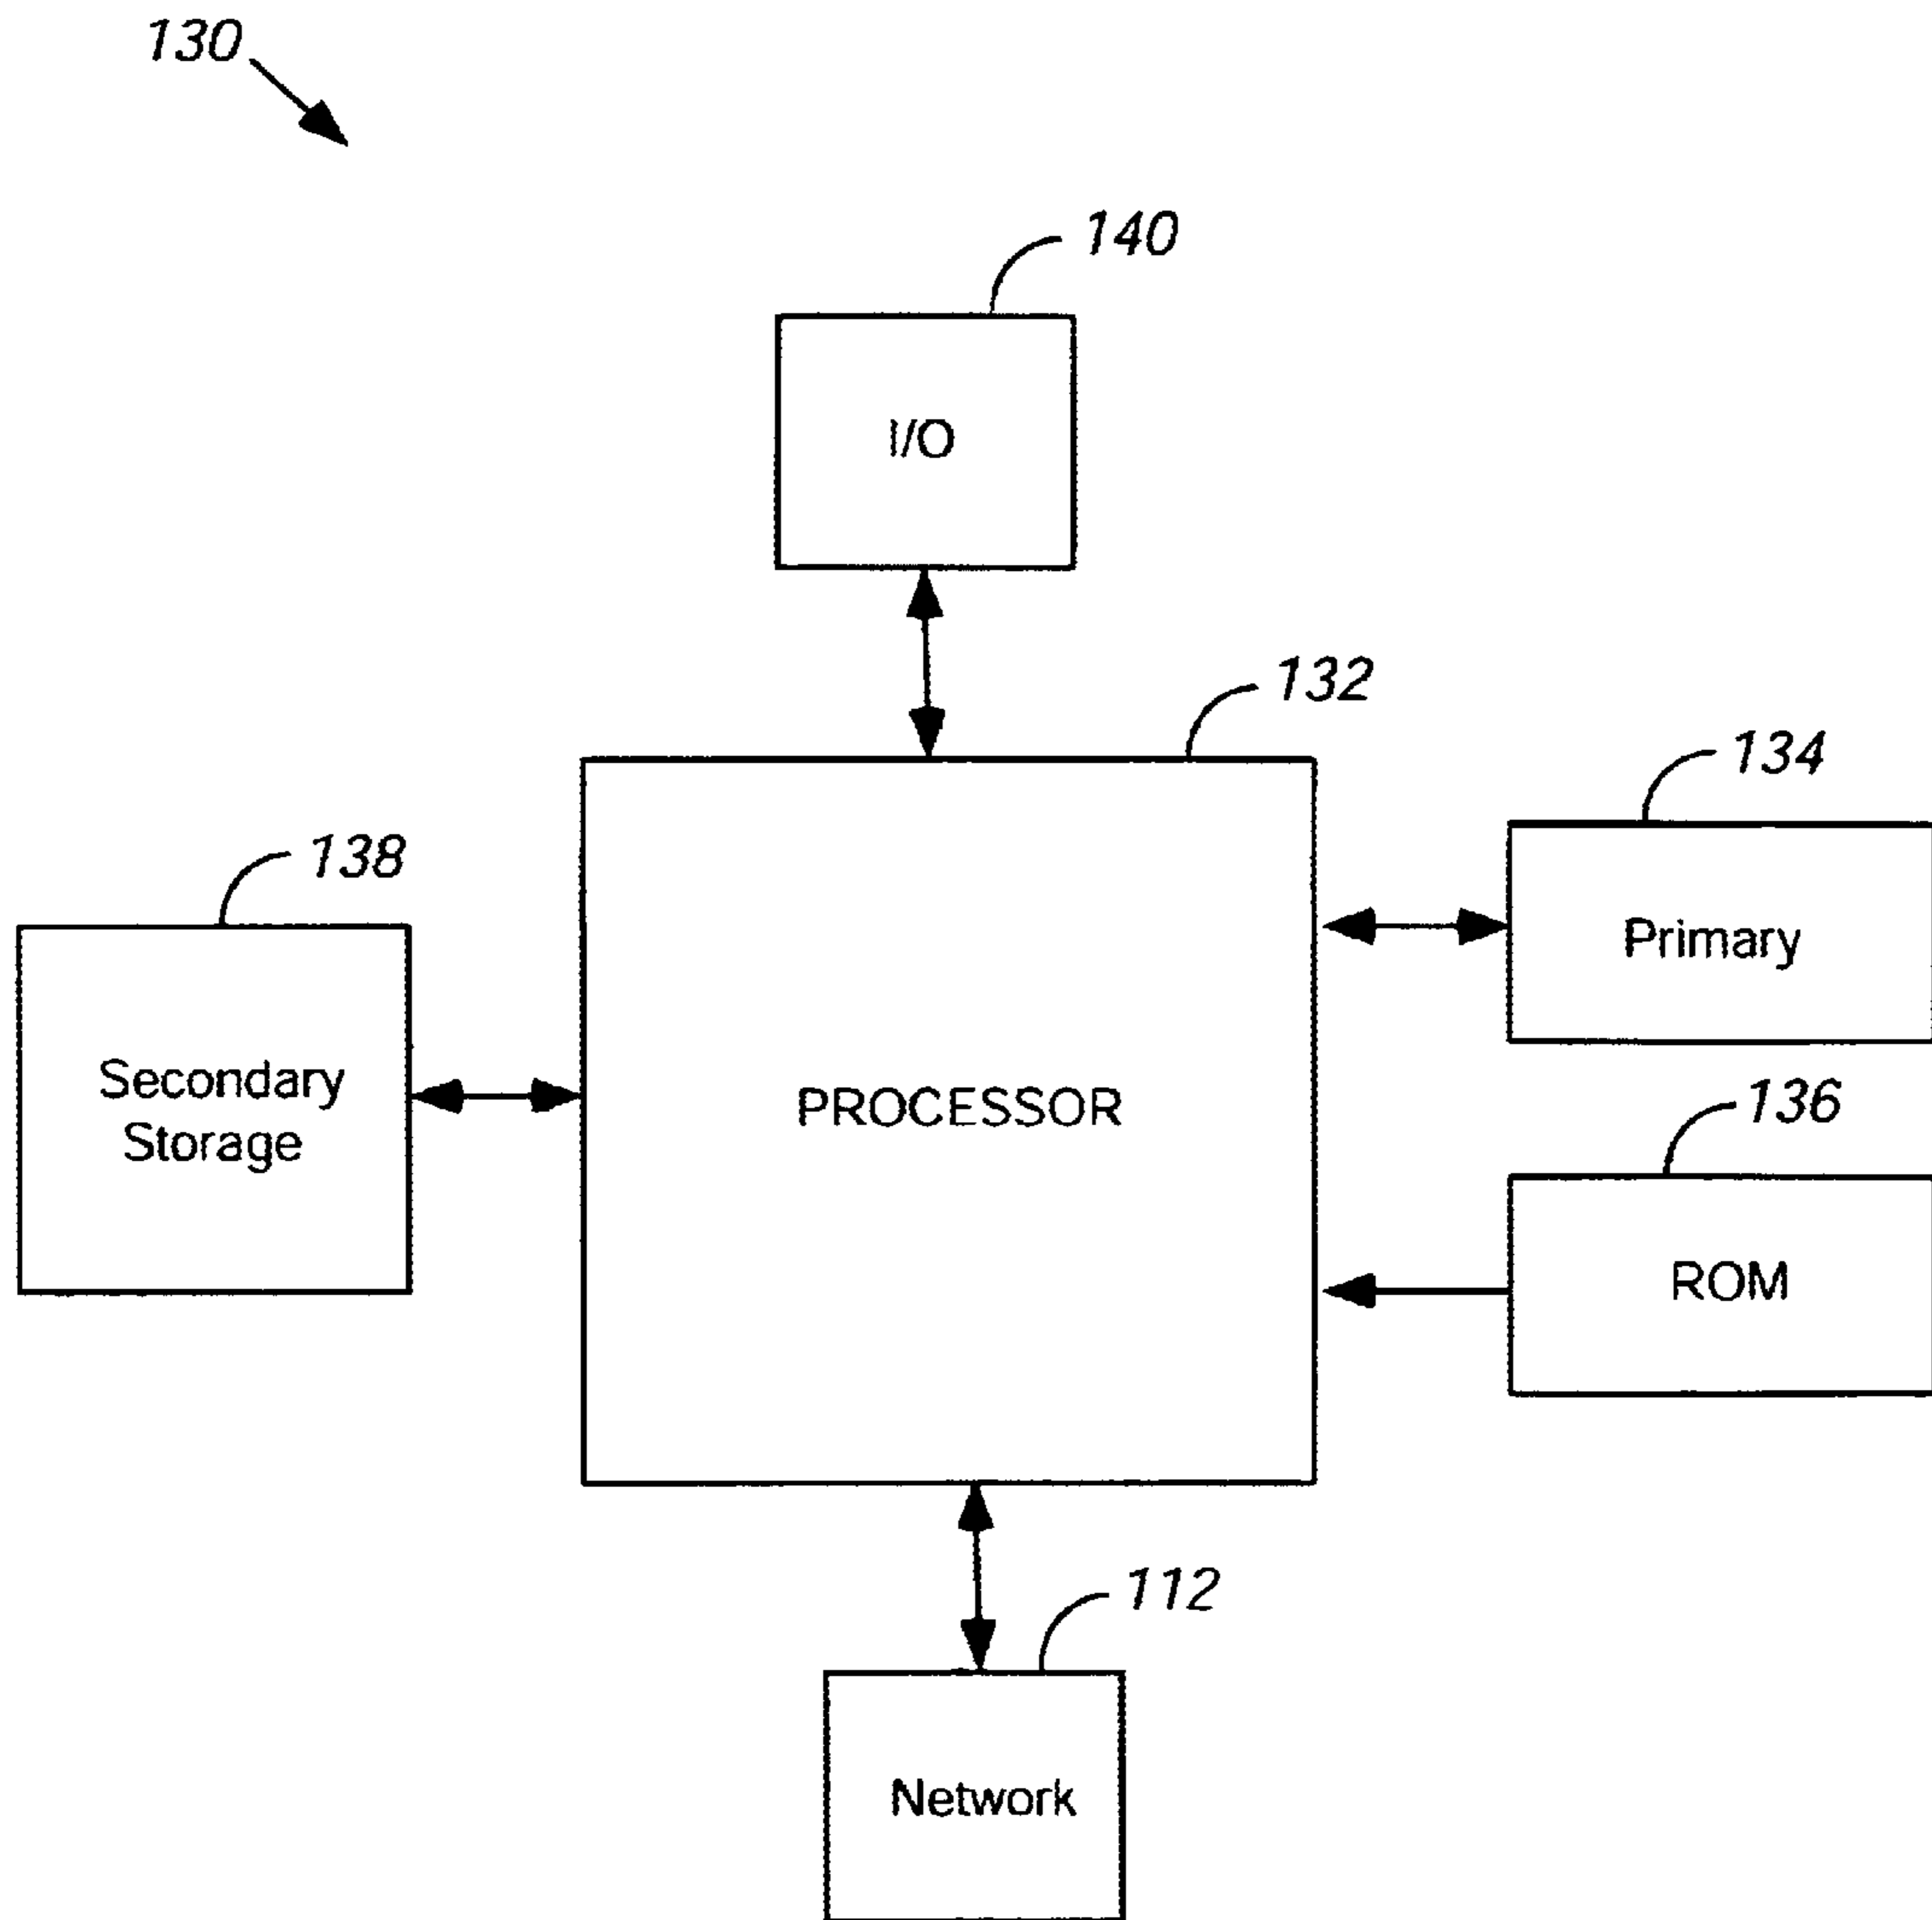 130
140
I/O
132
134
138
Primary
Secondary
Storage
PROCESSOR
136
ROM
112
Network